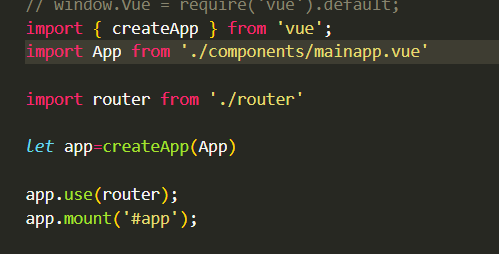 // window.Vue = require('vue').default;
import { createApp } from 'vue';
import App from './components/mainapp.vue'
import router from './router'
let app=createApp(App)
app.use(router);
app.mount('#app');